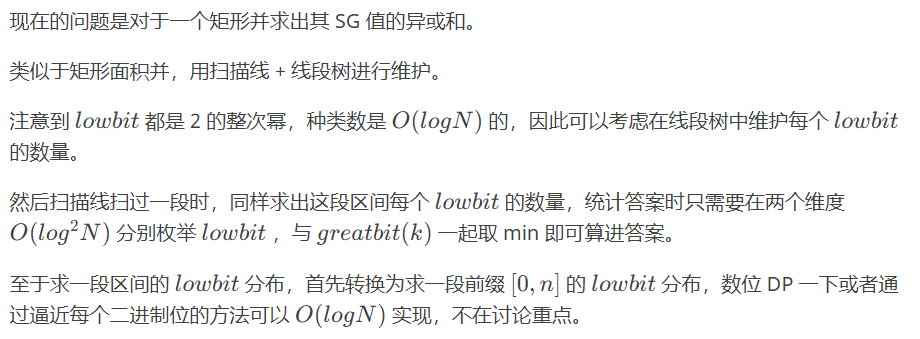 现在的问题是对于一个矩形并求出其 SG 值的异或和。
类似于矩形面积并，用扫描线 + 线段树进行维护。
注意到 lowbit 都是 2 的整次幂，种类数是 O(logN) 的，因此可以考虑在线段树中维护每个 lowbit
的数量。
然后扫描线扫过一段时，同样求出这段区间每个 lowbit 的数量，统计答案时只需要在两个维度
O(log²N) 分别枚举 lowbit ，与 greatbit(k) 一起取 min 即可算进答案。
至于求一段区间的 lowbit 分布，首先转换为求一段前缀 [0, n] 的 lowbit 分布，数位 DP 一下或者通
过逼近每个二进制位的方法可以 O(logN) 实现，不在讨论重点。